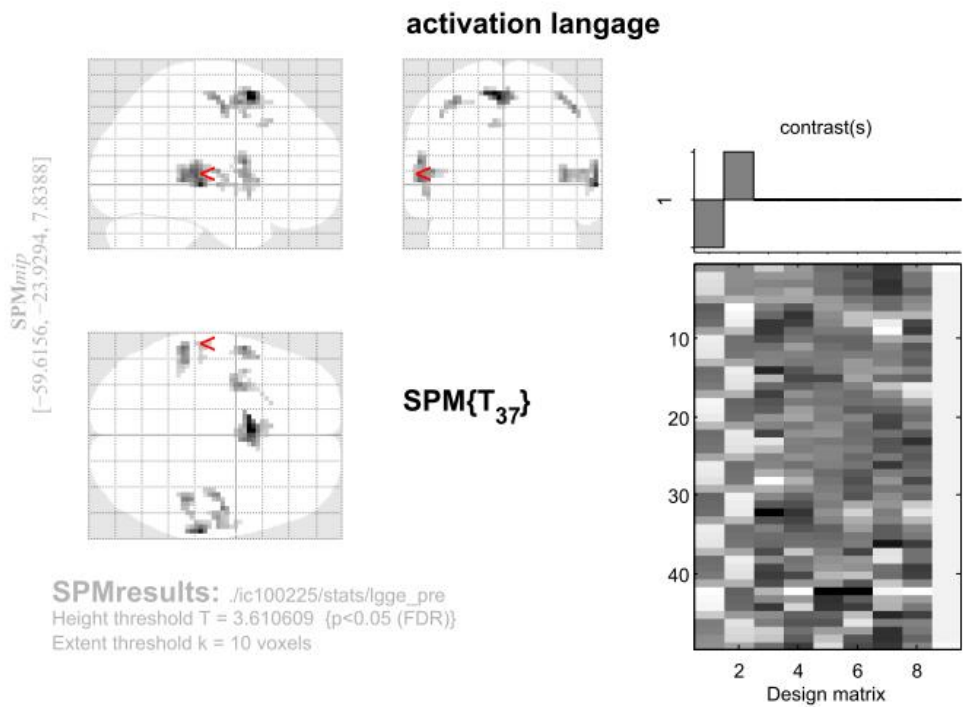 activation langage
SPMmip
[−59.6156, −23.9294, 7.8388]
<
<
<
SPM{T37}
contrast(s)
1
10
20
30
40
2 4 6 8
Design matrix
SPMresults: ./ic100225/stats/lgge_pre
Height threshold T = 3.610609 {p<0.05 (FDR)}
Extent threshold k = 10 voxels